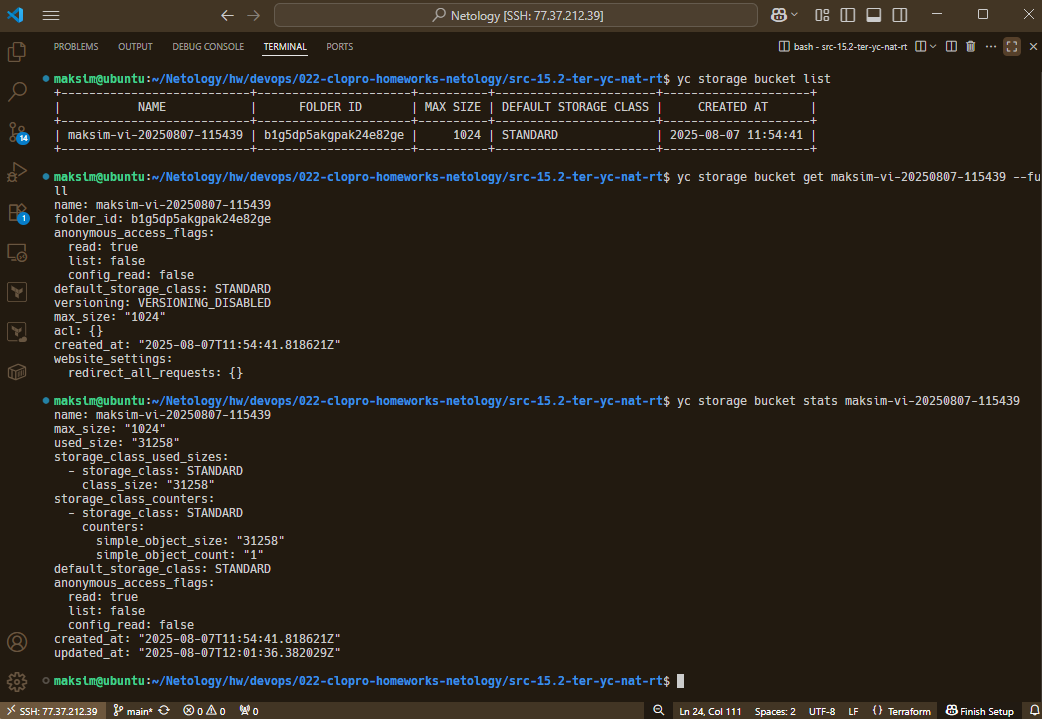 Netology [SSH: 77.37.212.39]
PROBLEMS OUTPUT DEBUG CONSOLE TERMINAL PORTS bash - src-15.2-ter-yc-nat-rt
maksim@ubuntu:~/Netology/hw/devops/022-clopro-homeworks-netology/src-15.2-ter-yc-nat-rt$ yc storage bucket list
+---------------------------+----------------------+----------+-----------------------+---------------------+
| NAME | FOLDER ID | MAX SIZE | DEFAULT STORAGE CLASS | CREATED AT |
+---------------------------+----------------------+----------+-----------------------+---------------------+
| maksim-vi-20250807-115439 | b1g5dp5akgpak24e82ge | 1024 | STANDARD | 2025-08-07 11:54:41 |
+---------------------------+----------------------+----------+-----------------------+---------------------+
maksim@ubuntu:~/Netology/hw/devops/022-clopro-homeworks-netology/src-15.2-ter-yc-nat-rt$ yc storage bucket get maksim-vi-20250807-115439 --fu
ll
name: maksim-vi-20250807-115439
folder_id: b1g5dp5akgpak24e82ge
anonymous_access_flags:
  read: true
  list: false
  config_read: false
default_storage_class: STANDARD
versioning: VERSIONING_DISABLED
max_size: "1024"
acl: {}
created_at: "2025-08-07T11:54:41.818621Z"
website_settings:
  redirect_all_requests: {}
maksim@ubuntu:~/Netology/hw/devops/022-clopro-homeworks-netology/src-15.2-ter-yc-nat-rt$ yc storage bucket stats maksim-vi-20250807-115439
name: maksim-vi-20250807-115439
max_size: "1024"
used_size: "31258"
storage_class_used_sizes:
  - storage_class: STANDARD
    class_size: "31258"
storage_class_counters:
  - storage_class: STANDARD
    counters:
      simple_object_size: "31258"
      simple_object_count: "1"
default_storage_class: STANDARD
anonymous_access_flags:
  read: true
  list: false
  config_read: false
created_at: "2025-08-07T11:54:41.818621Z"
updated_at: "2025-08-07T12:01:36.382029Z"
maksim@ubuntu:~/Netology/hw/devops/022-clopro-homeworks-netology/src-15.2-ter-yc-nat-rt$
14
1
SSH: 77.37.212.39 main* 0 0 0 Ln 24, Col 111 Spaces: 2 UTF-8 LF {} Terraform Finish Setup